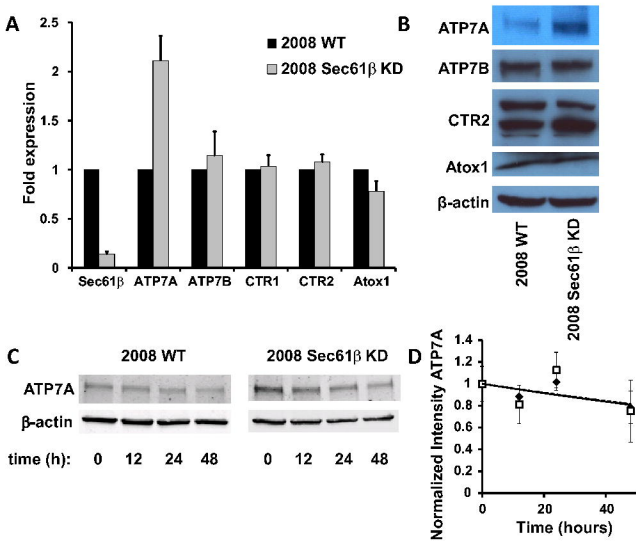 A
2008 WT
2008 Sec61β KD
Fold expression
2.5
2
1.5
1
0.5
0
Sec61β ATP7A ATP7B CTR1 CTR2 Atox1
B
ATP7A
ATP7B
CTR2
Atox1
β-actin
2008 WT
2008 Sec61β KD
C
2008 WT 2008 Sec61β KD
ATP7A
β-actin
time (h): 0 12 24 48 0 12 24 48
D
Normalized Intensity ATP7A
1.4
1.2
1
0.8
0.6
0.4
0.2
0
0 20 40
Time (hours)